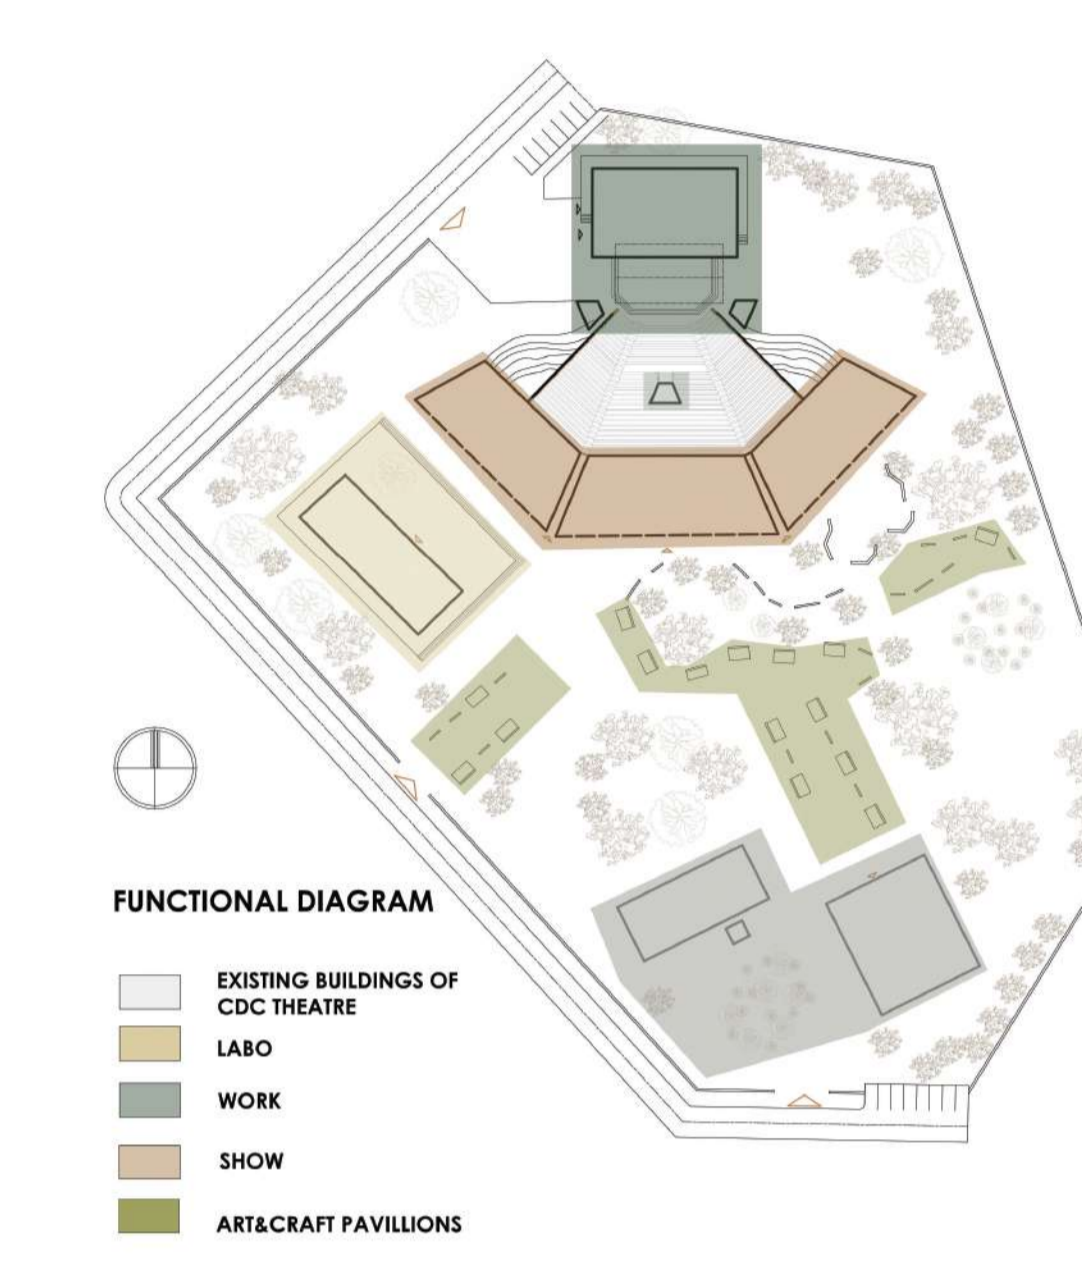 FUNCTIONAL DIAGRAM
EXISTING BUILDINGS OF
CDC THEATRE
LABO
WORK
SHOW
ART&CRAFT PAVILLIONS